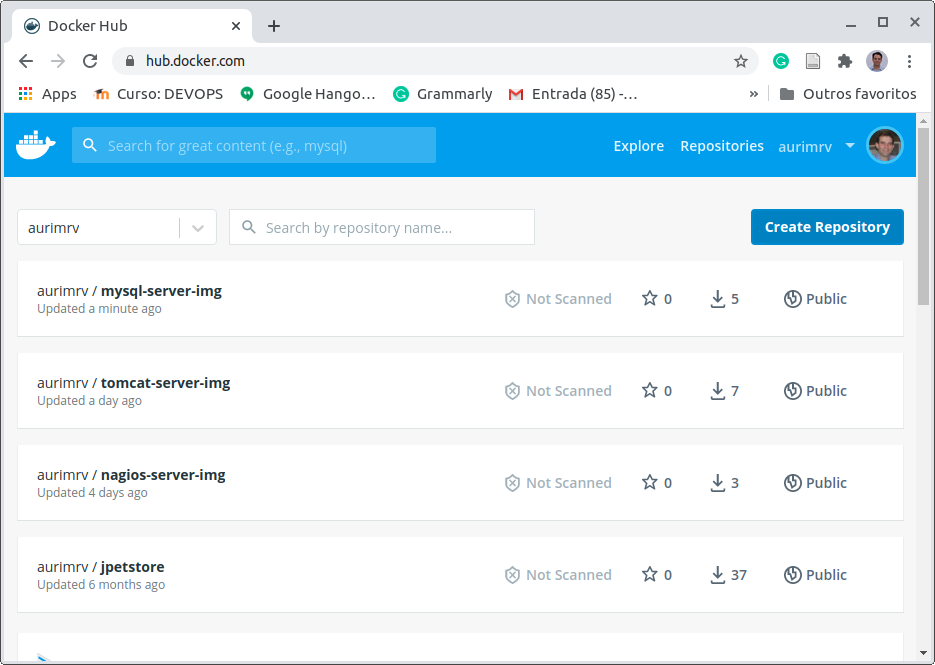 Docker Hub
hub.docker.com
Apps Curso: DEVOPS Google Hango... Grammarly Entrada (85) -... » Outros favoritos
Search for great content (e.g., mysql) Explore Repositories aurimrv
aurimrv Search by repository name... Create Repository
aurimrv / mysql-server-img Not Scanned 0 5 Public
Updated a minute ago
aurimrv / tomcat-server-img Not Scanned 0 7 Public
Updated a day ago
aurimrv / nagios-server-img Not Scanned 0 3 Public
Updated 4 days ago
aurimrv / jpetstore Not Scanned 0 37 Public
Updated 6 months ago